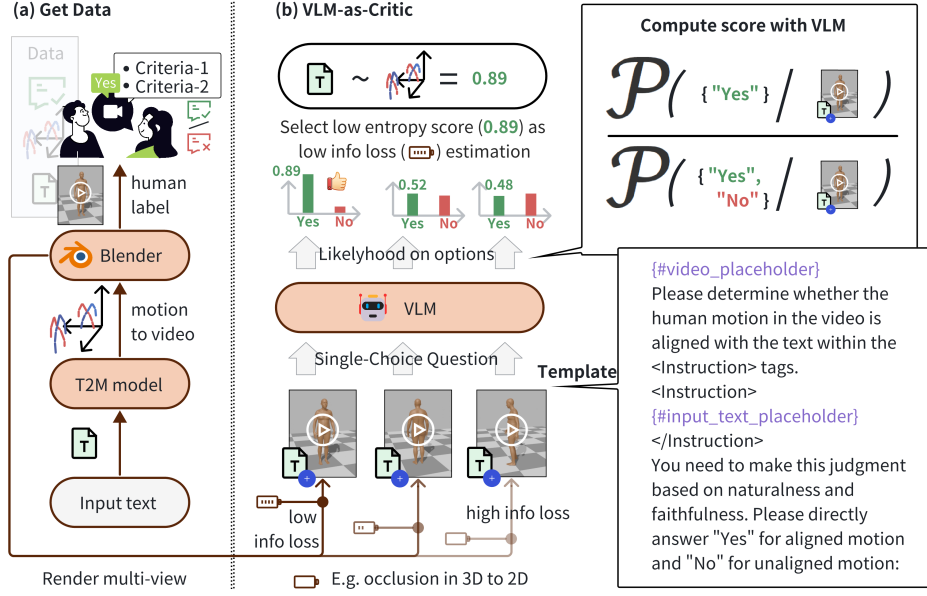 (a) Get Data
Data
Yes
• Criteria-1
• Criteria-2
human
label
Blender
motion
to video
T2M model
T
Input text
Render multi-view
(b) VLM-as-Critic
T ~ = 0.89
Select low entropy score (0.89) as
low info loss ( ) estimation
0.89
0.52
0.48
Yes No
Yes No
Yes No
Likelyhood on options
VLM
Single-Choice Question
Template
T +
T +
T +
low
info loss
high info loss
E.g. occlusion in 3D to 2D
Compute score with VLM
P( { "Yes" } / T + )
P( { "Yes",
"No" } / T + )
{#video_placeholder}
Please determine whether the
human motion in the video is
aligned with the text within the
<Instruction> tags.
<Instruction>
{#input_text_placeholder}
</Instruction>
You need to make this judgment
based on naturalness and
faithfulness. Please directly
answer "Yes" for aligned motion
and "No" for unaligned motion: